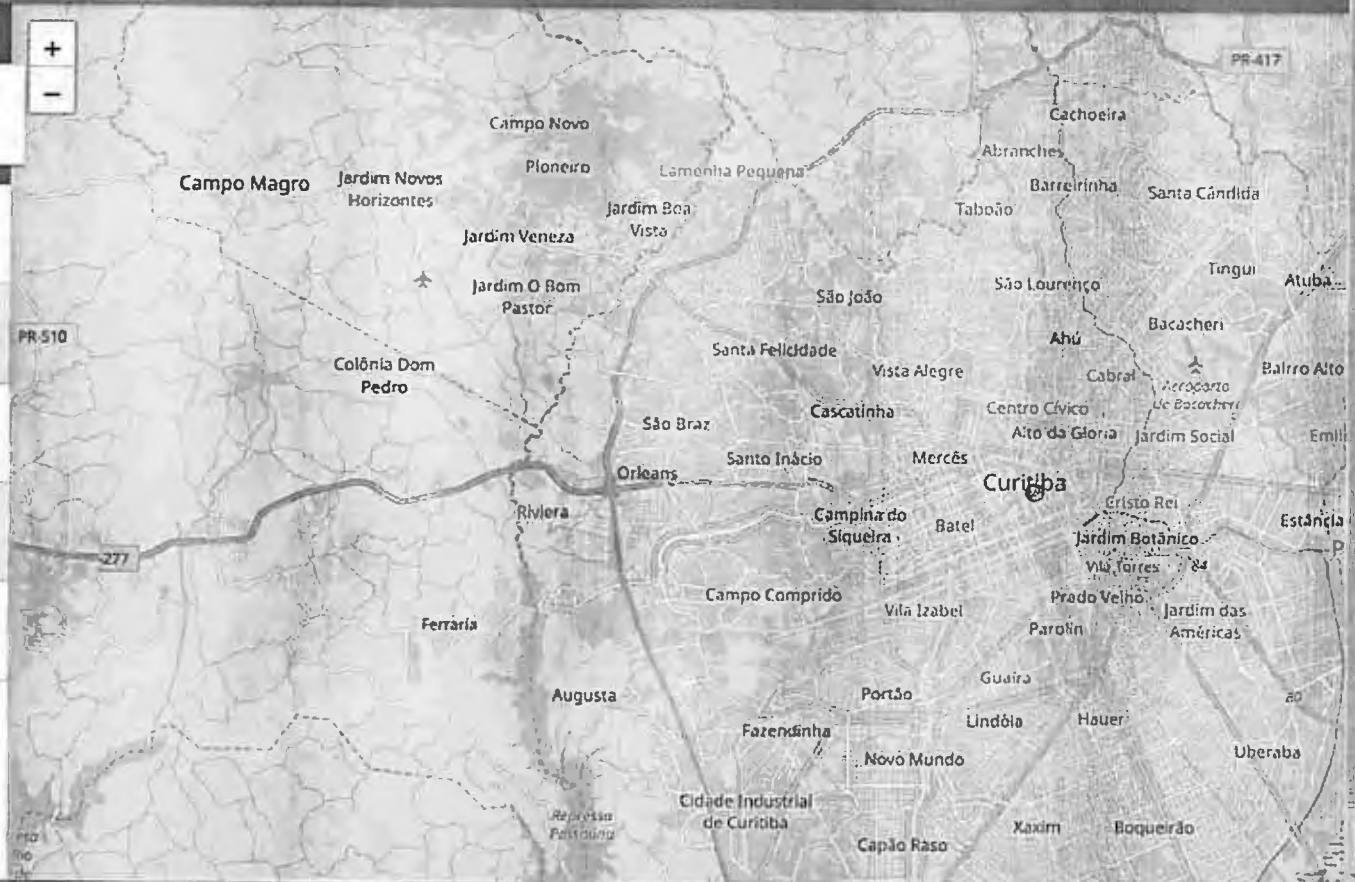 +
−
PR-417
Campo Novo
Cachoeira
Pioneiro
Lamenha Pequena
Abranches
Campo Magro
Jardim Novos
Horizontes
Barreirinha
Santa Cândida
Jardim Boa
Vista
Taboão
Jardim Veneza
Tingui
Atuba
Jardim O Bom
Pastor
São João
São Lourenço
PR-510
Bacacheri
Ahú
Santa Felicidade
Colônia Dom
Pedro
Vista Alegre
Cabral
Bairro Alto
Aeroporto
de Bacacheri
Cascatinha
Centro Cívico
São Braz
Alto da Gloria
Jardim Social
Emili
Santo Inácio
Mercês
Orleans
Curitiba
Cristo Rei
Riviera
Campina do
Siqueira
Batel
Estância
Jardim Botânico
P
-277
Vila Torres
84
Campo Comprido
Prado Velho
Vila Izabel
Jardim das
Américas
Ferraria
Parolin
Guaíra
Augusta
Portão
80
Lindóia
Hauer
Fazendinha
Novo Mundo
Uberaba
Cidade Industrial
de Curitiba
Represa
Passaúna
Xaxim
Boqueirão
Capão Raso